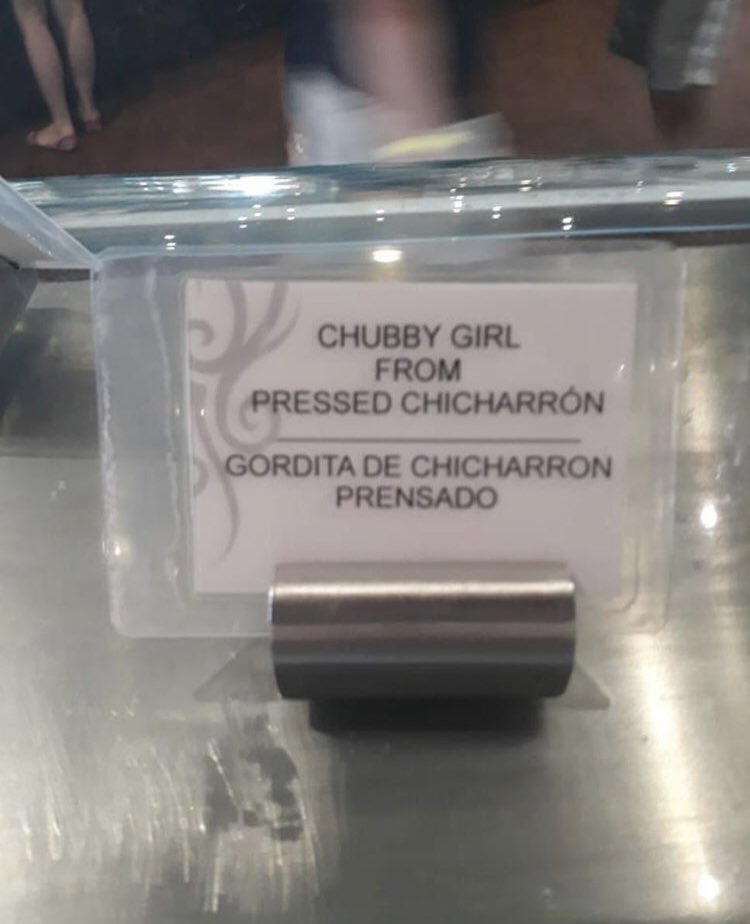 CHUBBY GIRL
FROM
PRESSED CHICHARRÓN
GORDITA DE CHICHARRON
PRENSADO